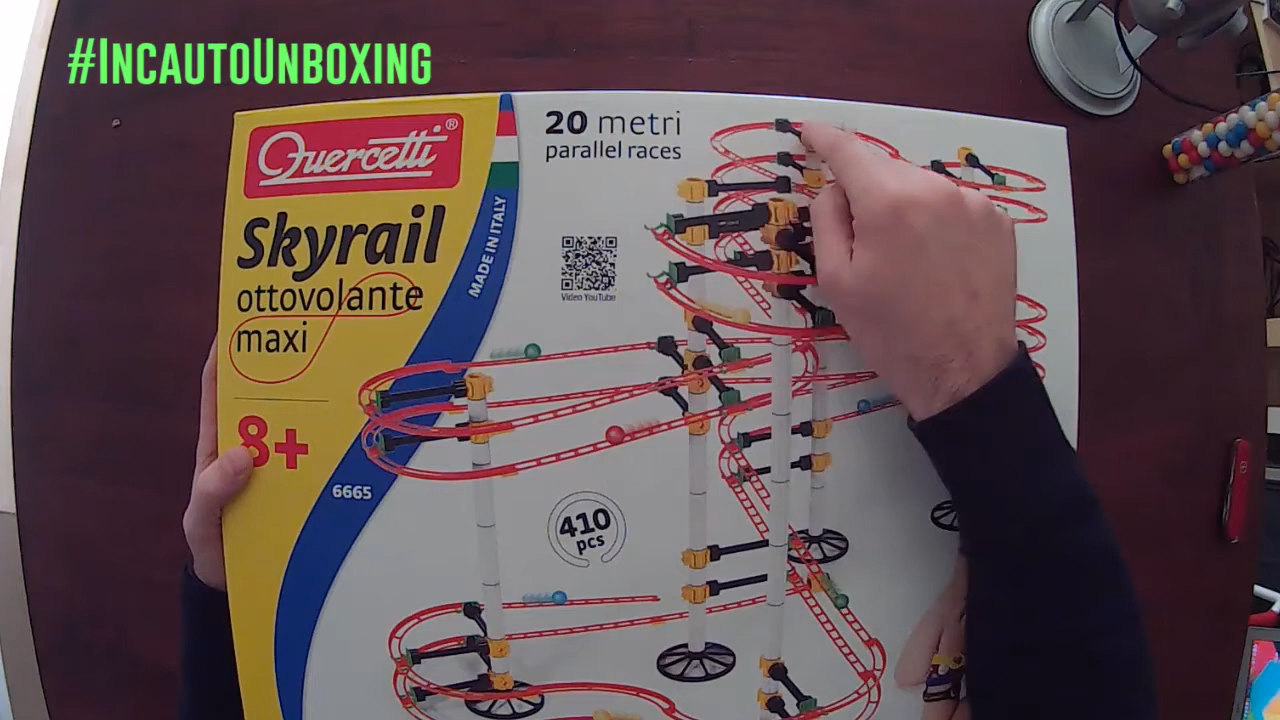 #INCAUTOUNBOXING
Quercetti®
Skyrail
ottovolante
maxi
8+
6665
MADE IN ITALY
20 metri
parallel races
Video YouTube
410
pcs